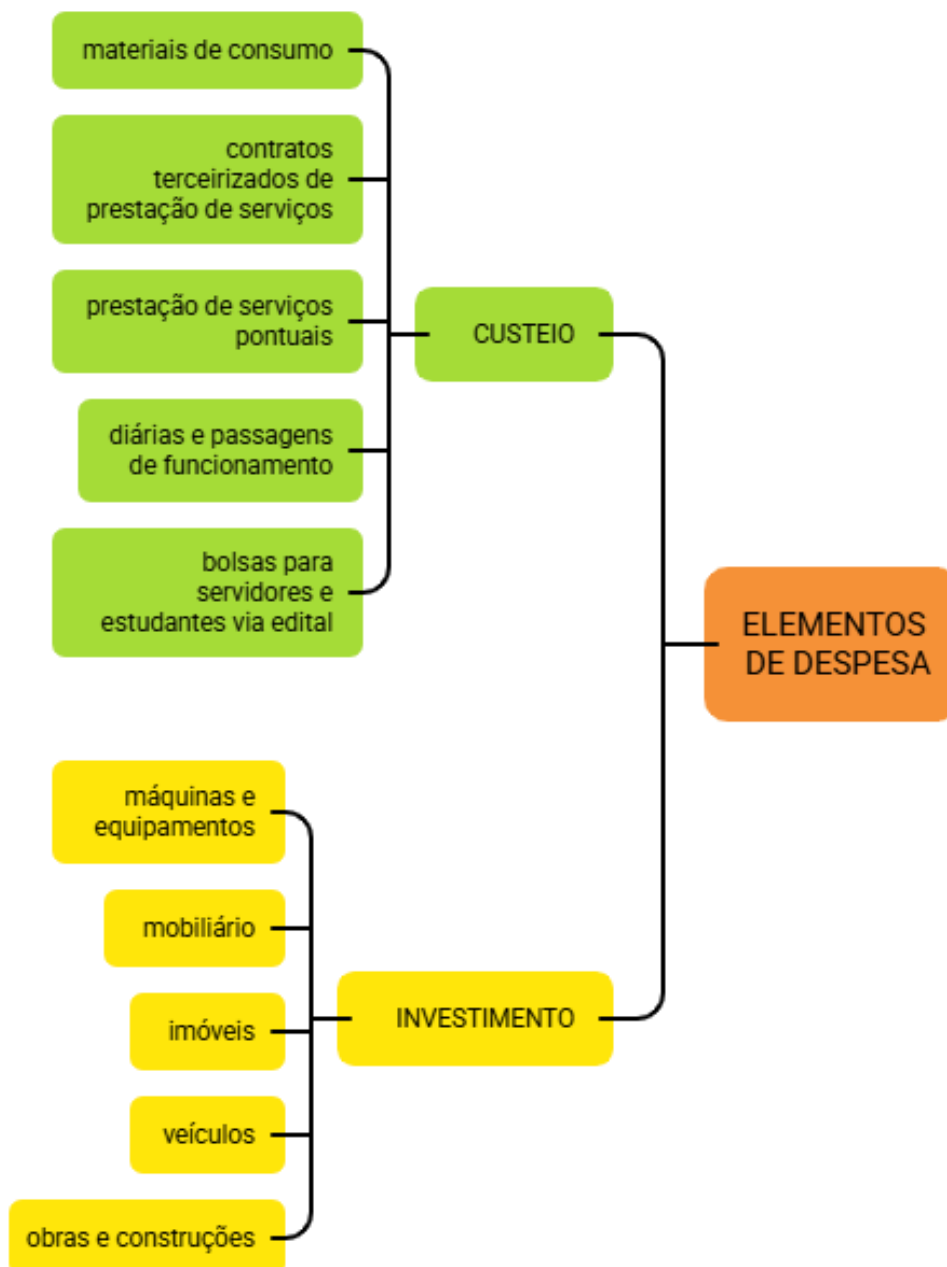 materiais de consumo
contratos
terceirizados de
prestação de serviços
prestação de serviços
pontuais
diárias e passagens
de funcionamento
bolsas para
servidores e
estudantes via edital
CUSTEIO
ELEMENTOS
DE DESPESA
máquinas e
equipamentos
mobiliário
imóveis
veículos
obras e construções
INVESTIMENTO